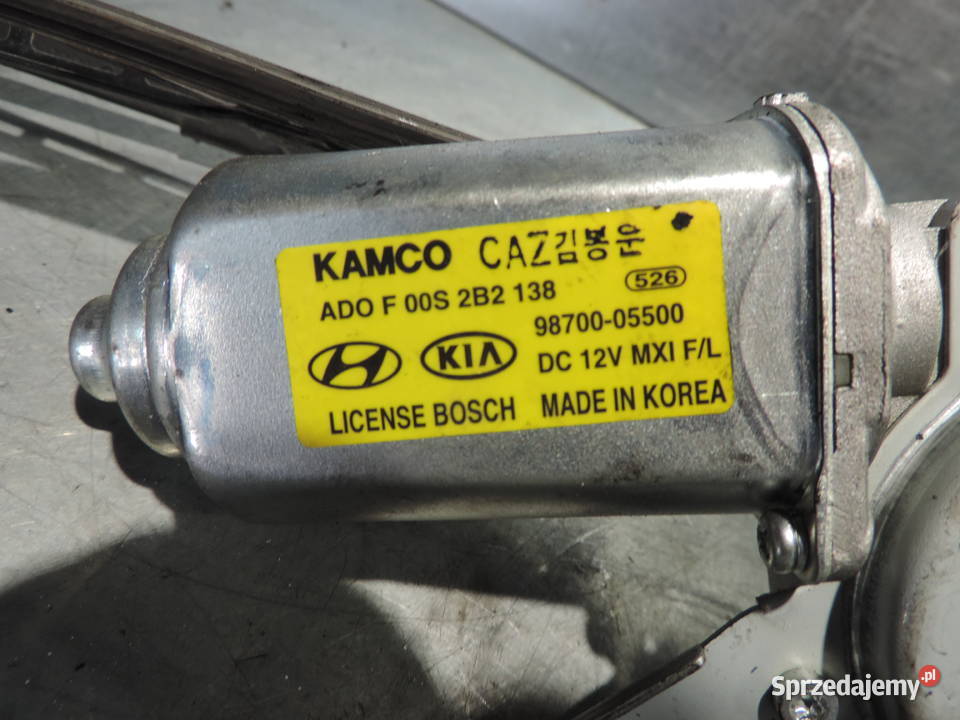 KAMCO CAZ김봉운
ADO F 00S 2B2 138 526
98700-05500
KIA DC 12V MXI F/L
LICENSE BOSCH MADE IN KOREA
Sprzedajemy.pl